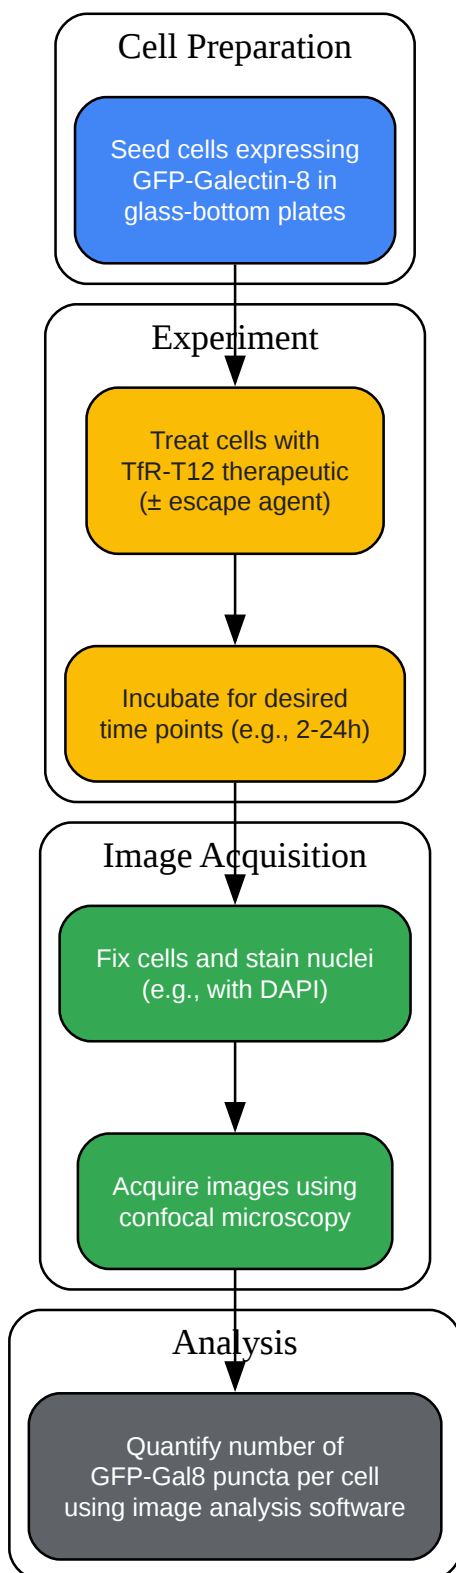 Cell Preparation
Seed cells expressing
GFP-Galectin-8 in
glass-bottom plates
Experiment
Treat cells with
TfR-T12 therapeutic
(± escape agent)
Incubate for desired
time points (e.g., 2-24h)
Image Acquisition
Fix cells and stain nuclei
(e.g., with DAPI)
Acquire images using
confocal microscopy
Analysis
Quantify number of
GFP-Gal8 puncta per cell
using image analysis software